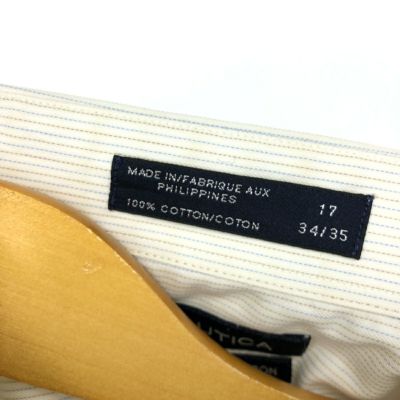 MADE IN/FABRIQUE AUX
PHILIPPINES
100% COTTON/COTON
17
34/35